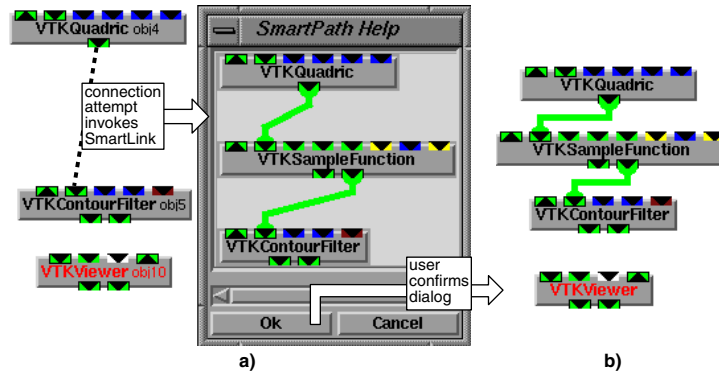 VTKQuadric obj4
connection
attempt
invokes
SmartLink
VTKContourFilter obj5
VTKViewer obj10
SmartPath Help
VTKQuadric
VTKSampleFunction
VTKContourFilter
Ok
Cancel
user
confirms
dialog
VTKQuadric
VTKSampleFunction
VTKContourFilter
VTKViewer
a)
b)